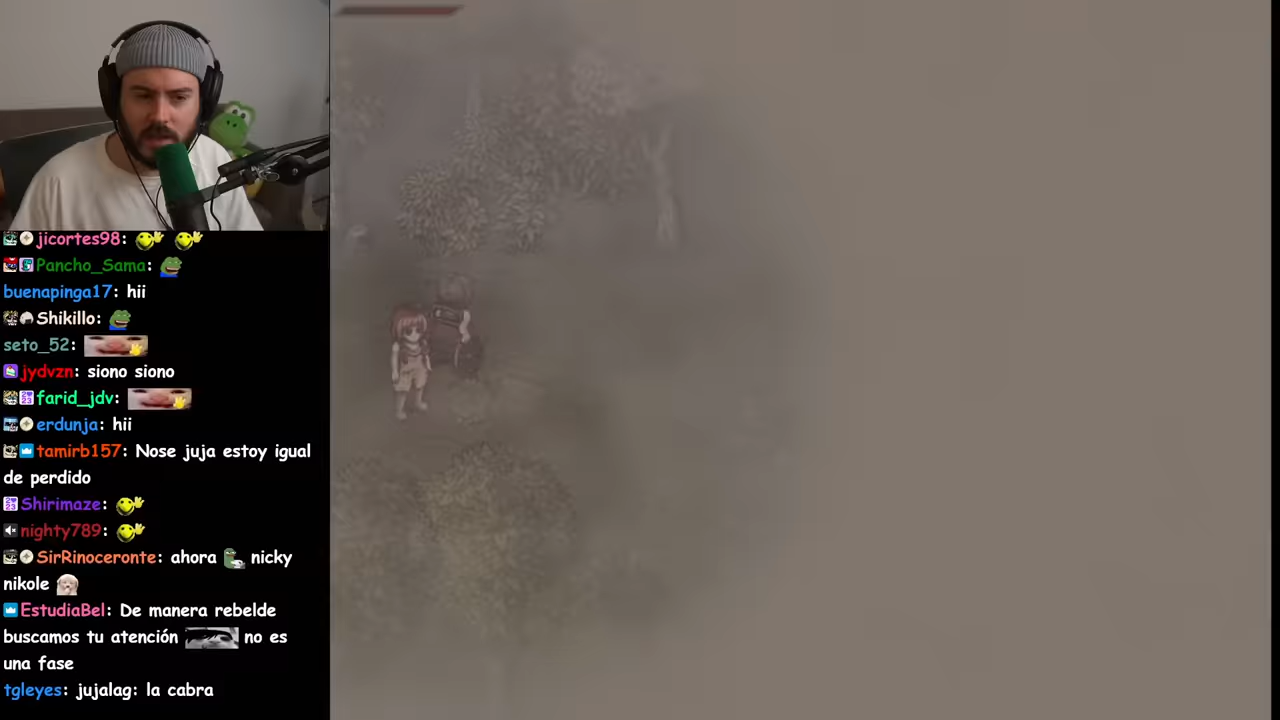 jicortes98:
Pancho_Sama:
buenapinga17: hii
Shikillo:
seto_52:
jydvzn: siono siono
farid_jdv:
erdunja: hii
tamirb157: Nose juja estoy igual
de perdido
Shirimaze:
nighty789:
SirRinoceronte: ahora nicky
nikole
EstudiaBel: De manera rebelde
buscamos tu atención no es
una fase
tgleyes: jujalag: la cabra